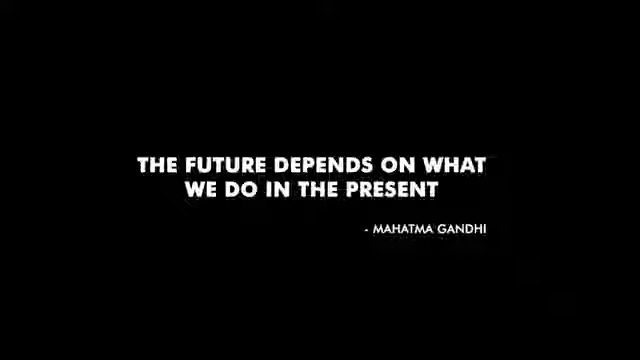 THE FUTURE DEPENDS ON WHAT
WE DO IN THE PRESENT
- MAHATMA GANDHI